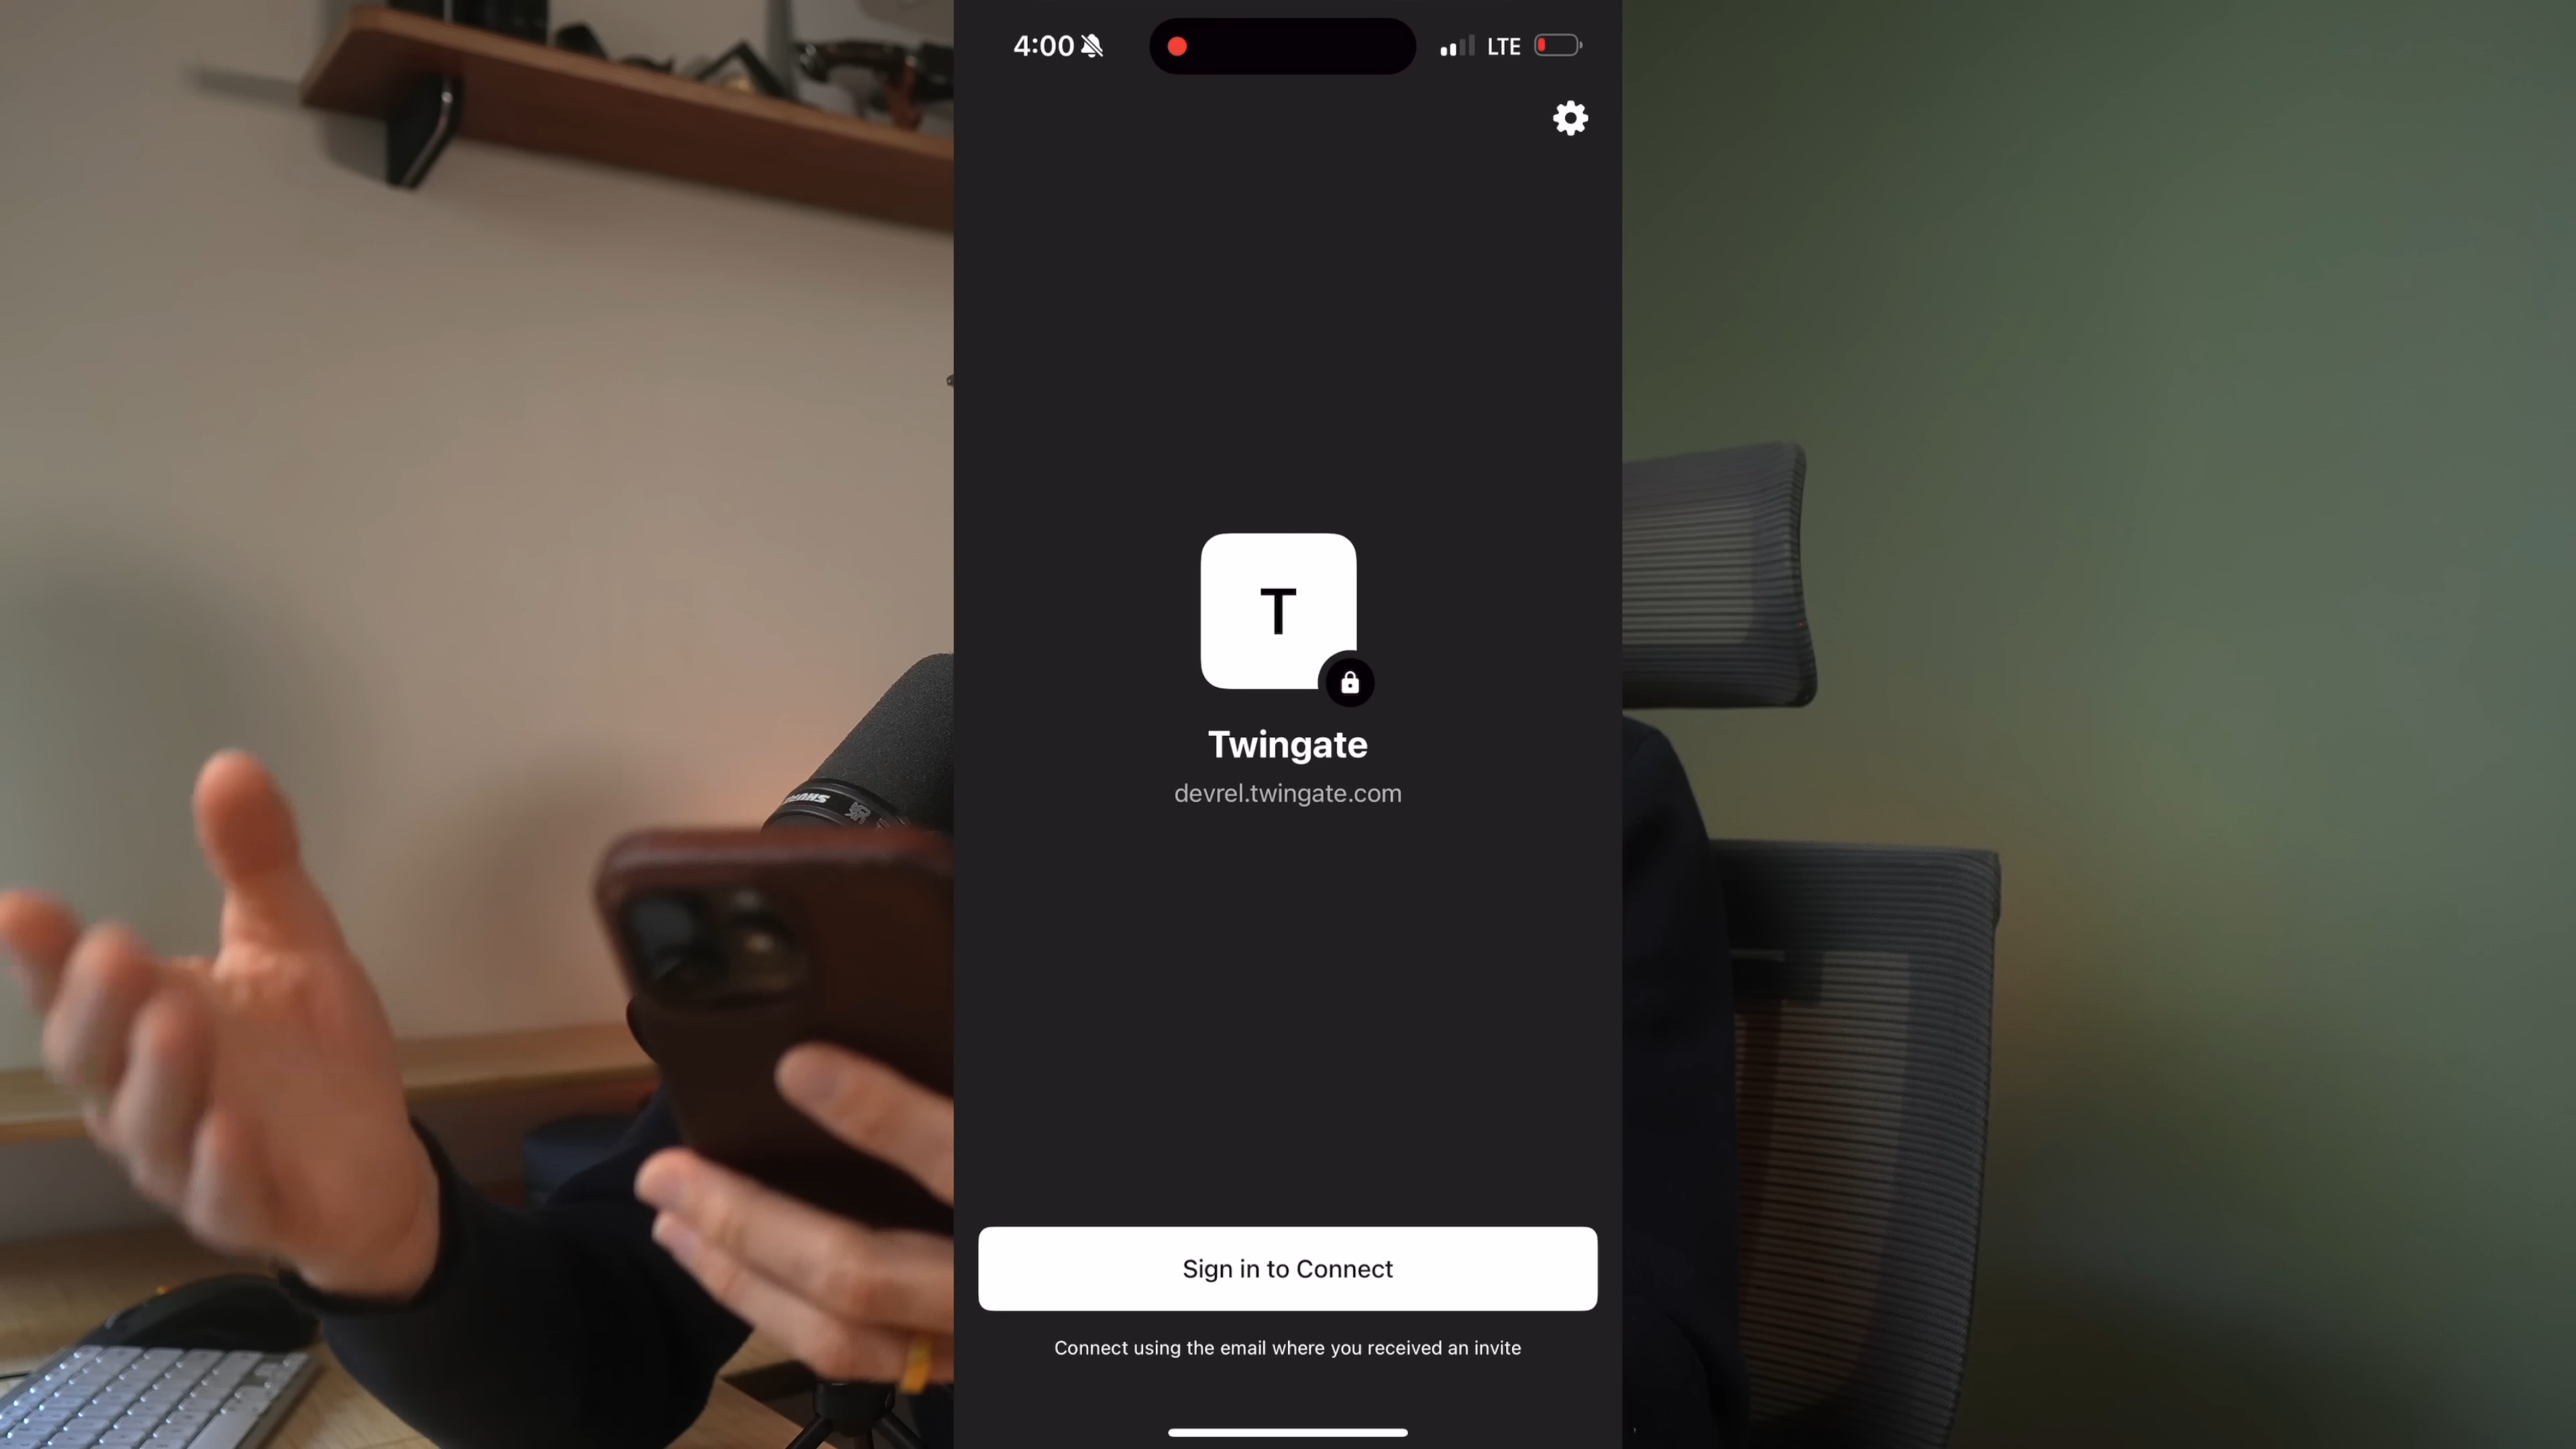 4:00
LTE
T
Twingate
devrel.twingate.com
Sign in to Connect
Connect using the email where you received an invite